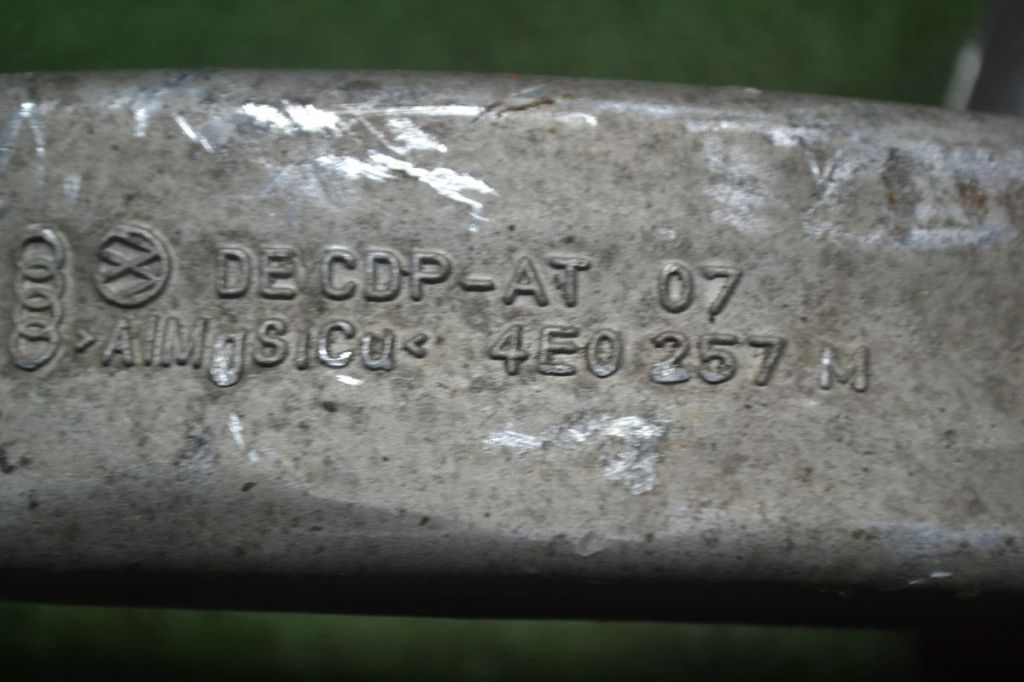 DE CDP-AT 07
>AlMgSiCu< 4E0 257 M